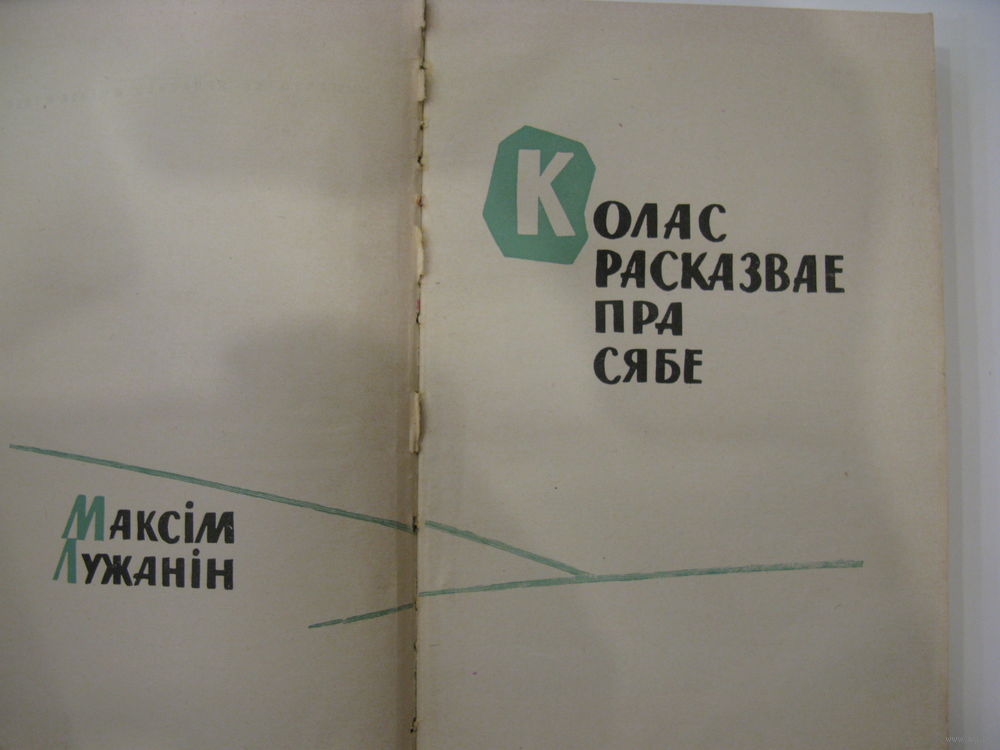 Максім
Лужанін
Колас
расказвае
пра
сябе